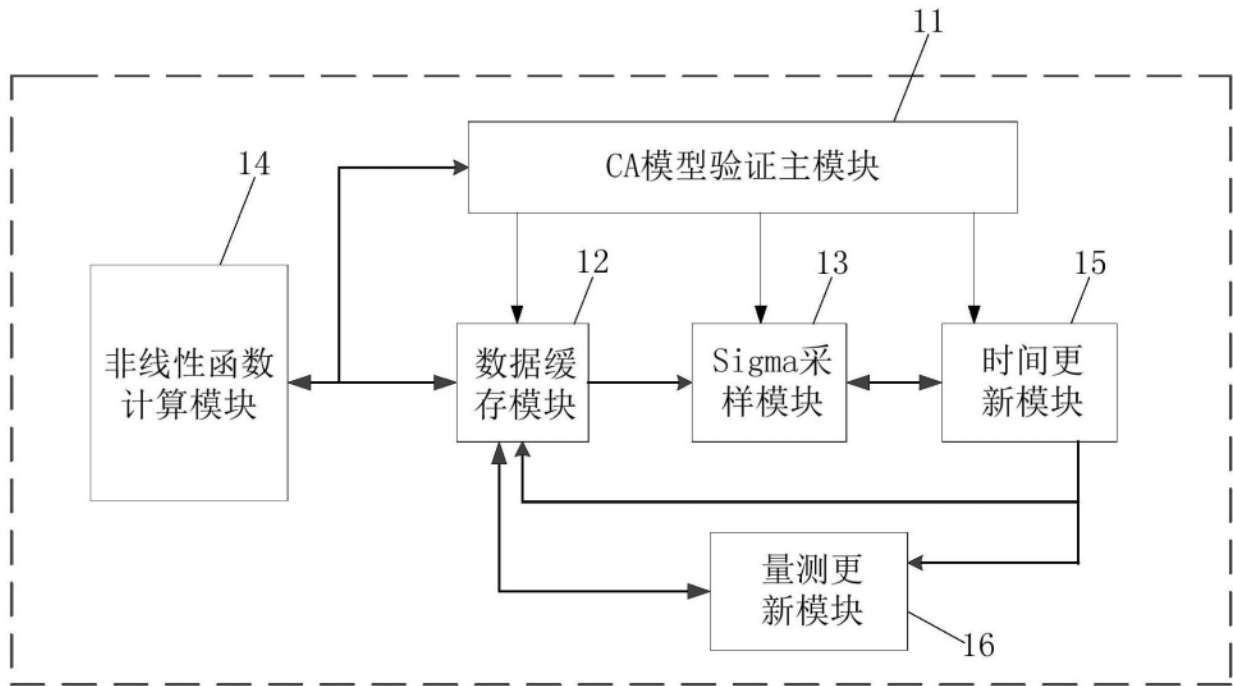 11
CA模型验证主模块
14
12
13
15
非线性函数
计算模块
数据缓
存模块
Sigma采
样模块
时间更
新模块
量测更
新模块
16